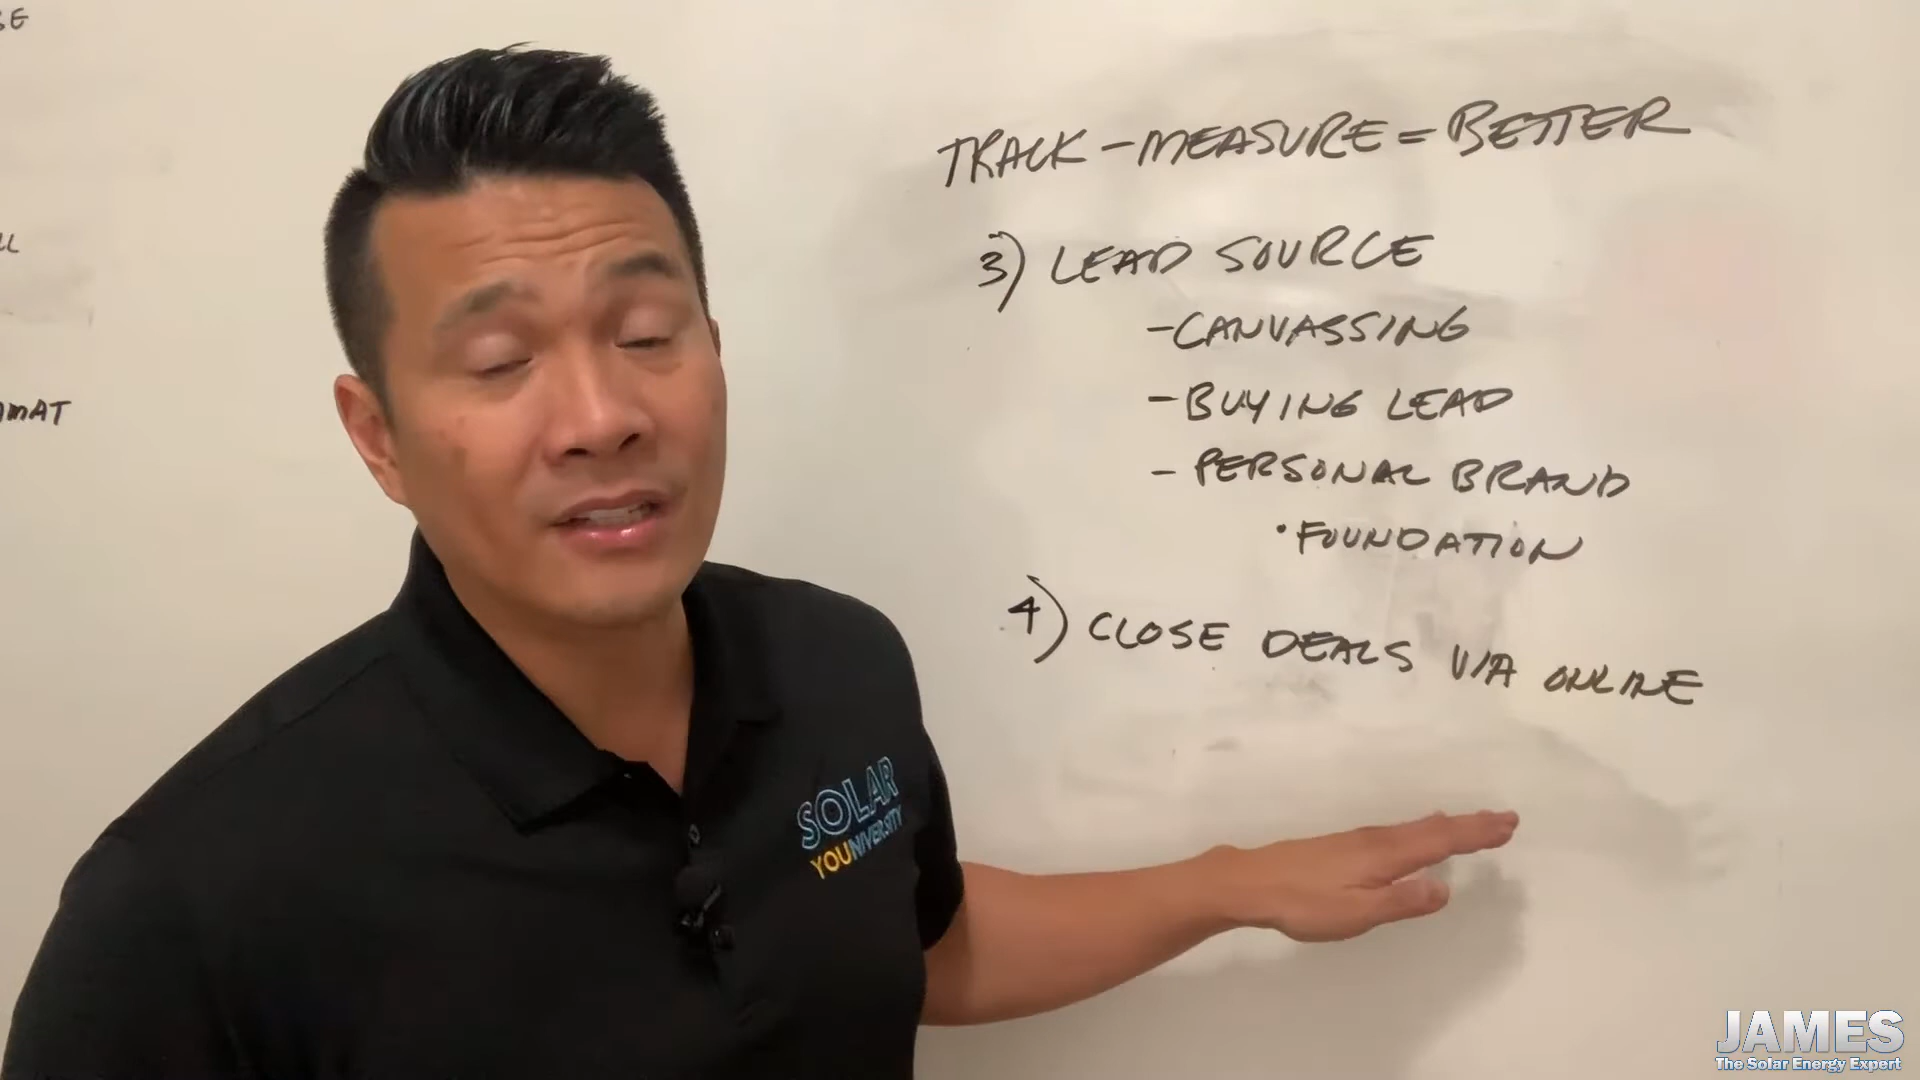 TRACK - MEASURE = BETTER
3) LEAD SOURCE
- CANVASSING
- BUYING LEAD
- PERSONAL BRAND
• FOUNDATION
4) CLOSE DEALS VIA ONLINE
SOLAR
YOUNIVERSITY
JAMES
The Solar Energy Expert